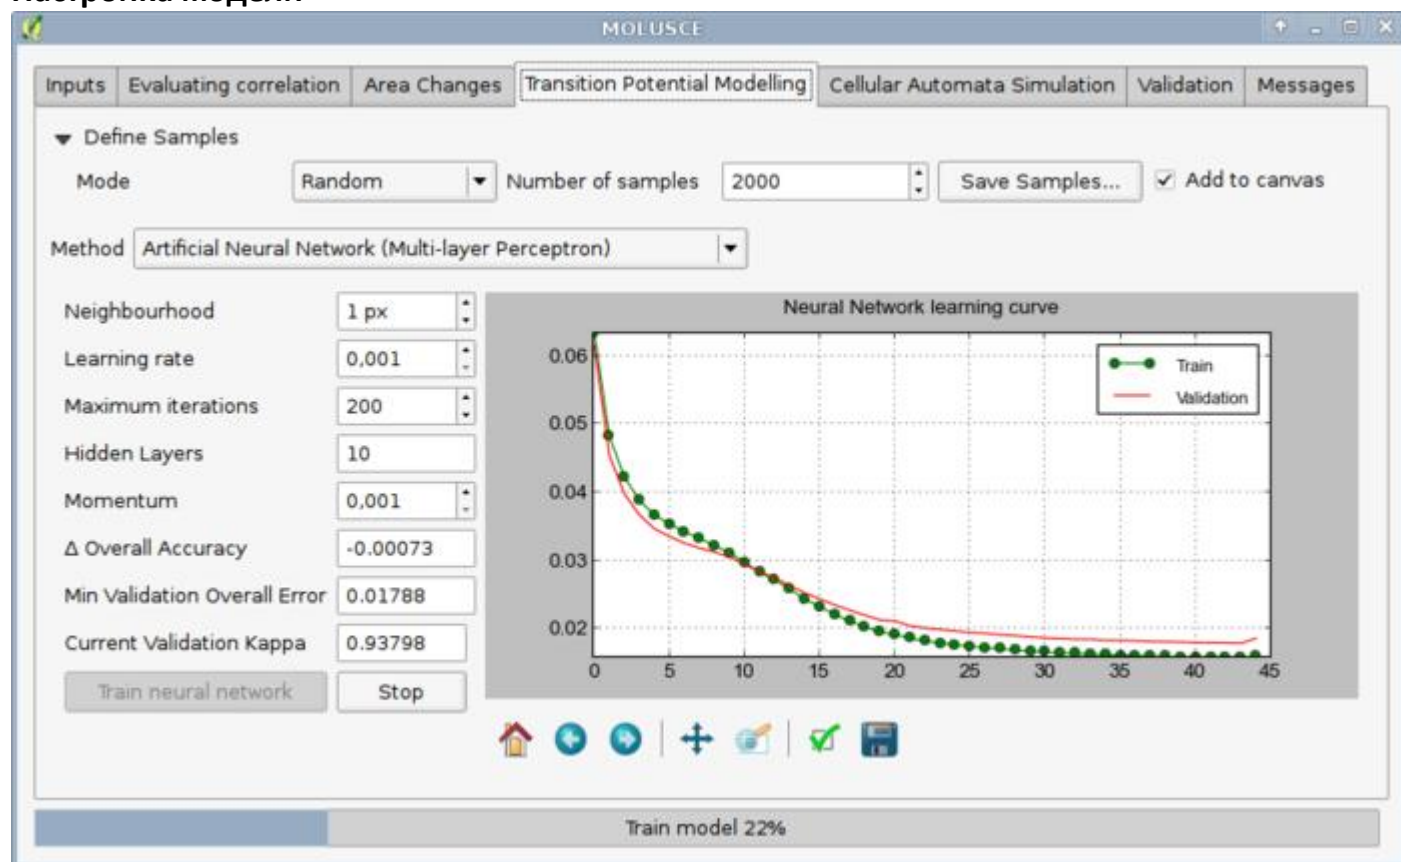 Настройка модели
MOLUSCE
Inputs Evaluating correlation Area Changes Transition Potential Modelling Cellular Automata Simulation Validation Messages
Define Samples
Mode Random Number of samples 2000 Save Samples... Add to canvas
Method Artificial Neural Network (Multi-layer Perceptron)
Neighbourhood 1 px
Learning rate 0,001
Maximum iterations 200
Hidden Layers 10
Momentum 0,001
Δ Overall Accuracy -0.00073
Min Validation Overall Error 0.01788
Current Validation Kappa 0.93798
Train neural network Stop
Neural Network learning curve
0.06
0.05
0.04
0.03
0.02
0 5 10 15 20 25 30 35 40 45
Train
Validation
Train model 22%